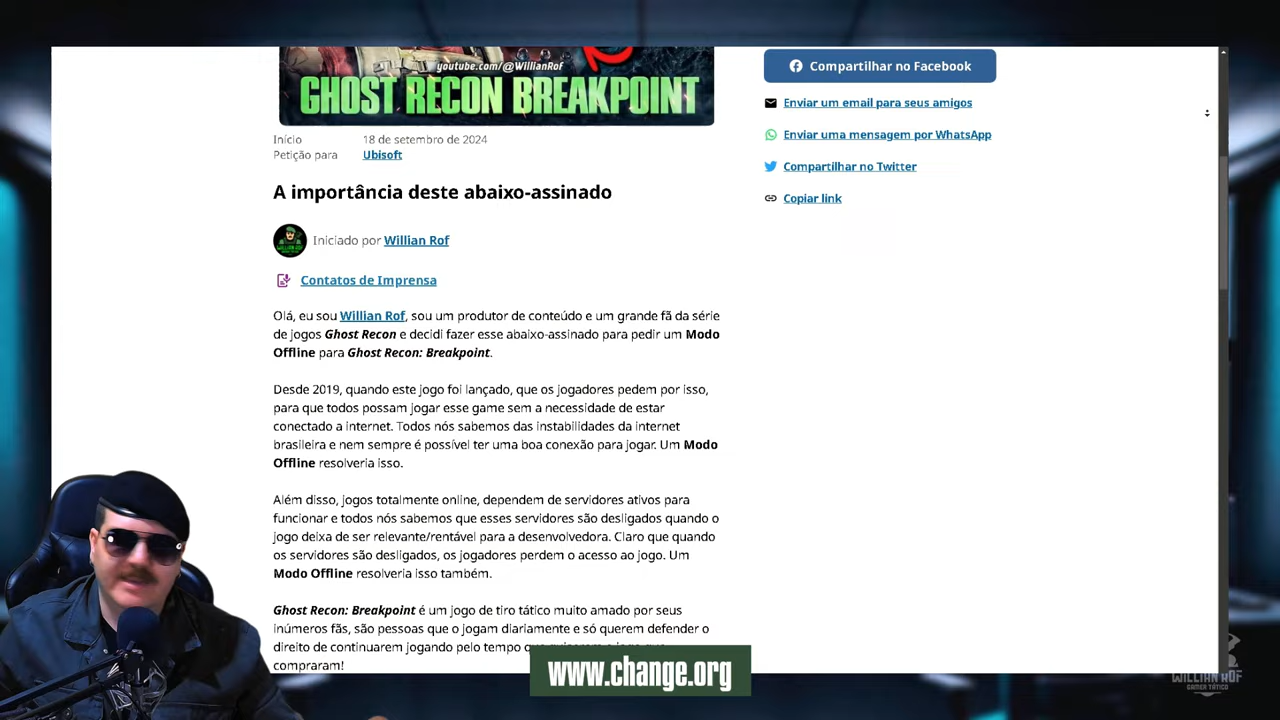 youtube.com/@WillianRof
GHOST RECON BREAKPOINT
Início 18 de setembro de 2024
Petição para Ubisoft
A importância deste abaixo-assinado
Iniciado por Willian Rof
Contatos de Imprensa
Olá, eu sou Willian Rof, sou um produtor de conteúdo e um grande fã da série
de jogos Ghost Recon e decidi fazer esse abaixo-assinado para pedir um Modo
Offline para Ghost Recon: Breakpoint.
Desde 2019, quando este jogo foi lançado, que os jogadores pedem por isso,
para que todos possam jogar esse game sem a necessidade de estar
conectado a internet. Todos nós sabemos das instabilidades da internet
brasileira e nem sempre é possível ter uma boa conexão para jogar. Um Modo
Offline resolveria isso.
Além disso, jogos totalmente online, dependem de servidores ativos para
funcionar e todos nós sabemos que esses servidores são desligados quando o
jogo deixa de ser relevante/rentável para a desenvolvedora. Claro que quando
os servidores são desligados, os jogadores perdem o acesso ao jogo. Um
Modo Offline resolveria isso também.
Ghost Recon: Breakpoint é um jogo de tiro tático muito amado por seus
inúmeros fãs, são pessoas que o jogam diariamente e só querem defender o
direito de continuarem jogando pelo tempo
compraram!
Compartilhar no Facebook
Enviar um email para seus amigos
Enviar uma mensagem por WhatsApp
Compartilhar no Twitter
Copiar link
www.change.org
WILLIAN ROF
GAMER TÁTICO